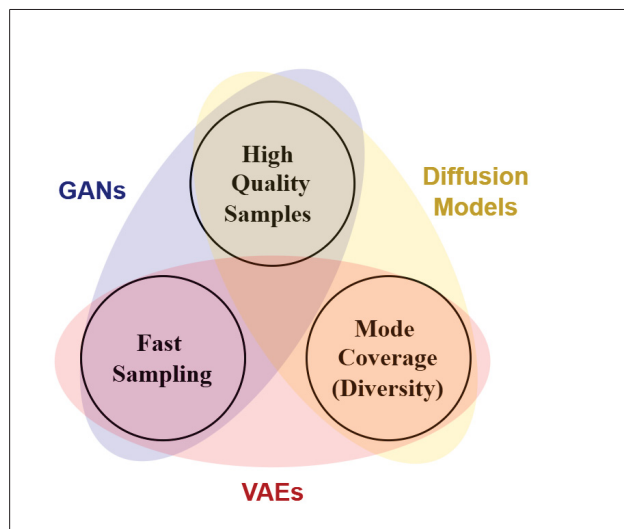 High
Quality
Samples
GANs
Diffusion
Models
Fast
Sampling
Mode
Coverage
(Diversity)
VAEs